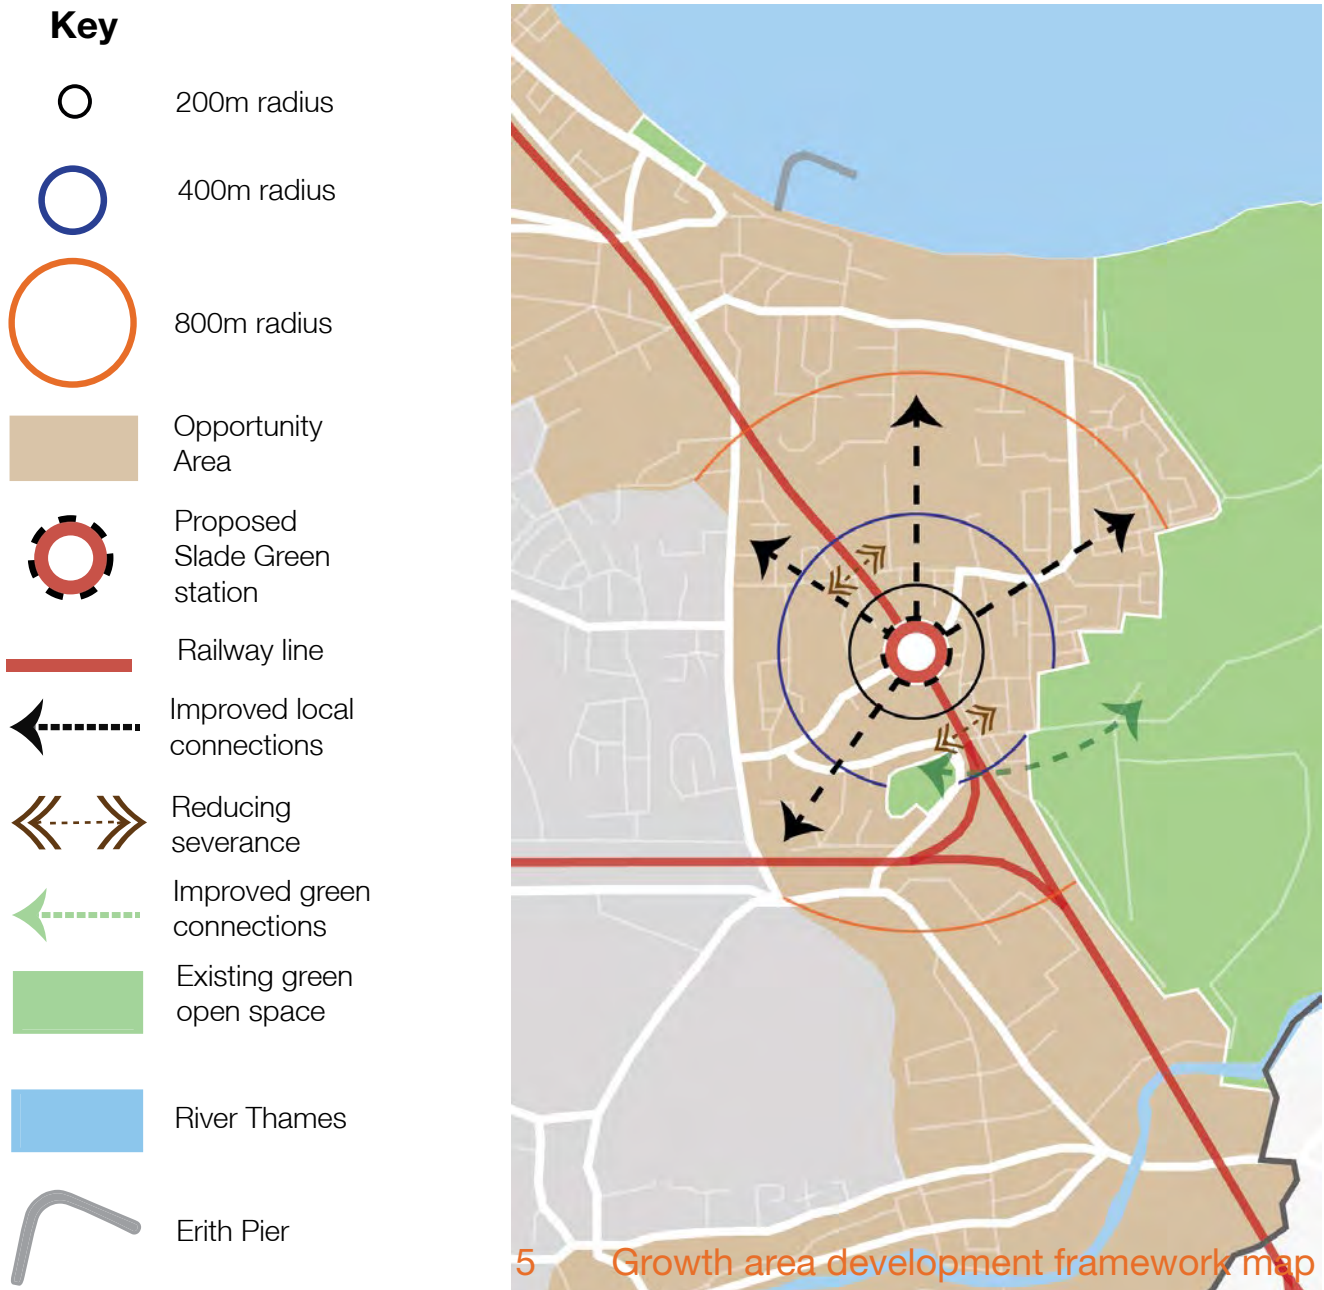 Key
200m radius
400m radius
800m radius
Opportunity
Area
Proposed
Slade Green
station
Railway line
Improved local
connections
Reducing
severance
Improved green
connections
Existing green
open space
River Thames
Erith Pier
5 Growth area development framework map